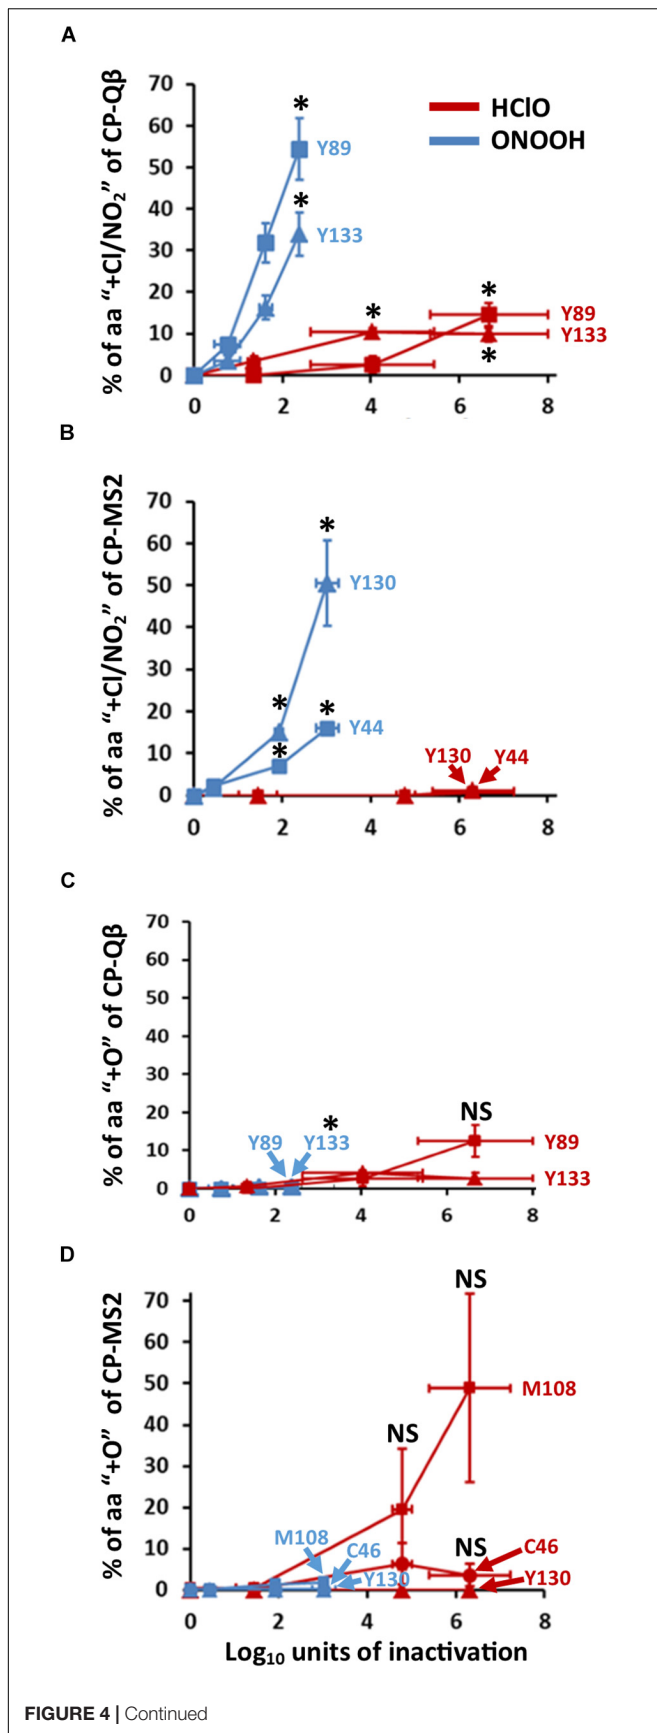 A
% of aa “+Cl/NO₂” of CP-Qβ
70
60
50
40
30
20
10
0
0 2 4 6 8
HClO
ONOOH
*
Y89
*
Y133
*
*
Y89
Y133
*
B
% of aa “+Cl/NO₂” of CP-MS2
70
60
50
40
30
20
10
0
0 2 4 6 8
*
Y130
*
*
Y44
*
Y130 Y44
C
% of aa “+O” of CP-Qβ
70
60
50
40
30
20
10
0
0 2 4 6 8
*
Y89 Y133
NS
Y89
Y133
D
% of aa “+O” of CP-MS2
70
60
50
40
30
20
10
0
0 2 4 6 8
NS
M108
NS
M108
C46
Y130
NS
C46
Y130
Log₁₀ units of inactivation
FIGURE 4 | Continued